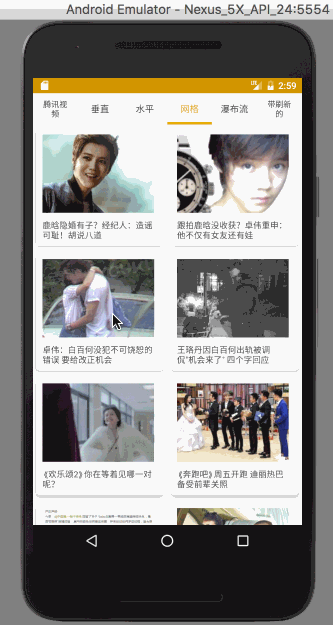 Android Emulator - Nexus_5X_API_24:5554
2:59
腾讯视频
垂直
水平
网格
瀑布流
带刷新的
鹿晗隐婚有子？经纪人：造谣
可耻！胡说八道
跟拍鹿晗没收获？卓伟重申：
他不仅有女友还有娃
卓伟：白百何没犯不可饶恕的
错误 要给改正机会
王珞丹因白百何出轨被调
侃"机会来了" 四个字回应
《欢乐颂2》你在等着见哪一对
呢？
《奔跑吧》周五开跑 迪丽热巴
备受前辈关照